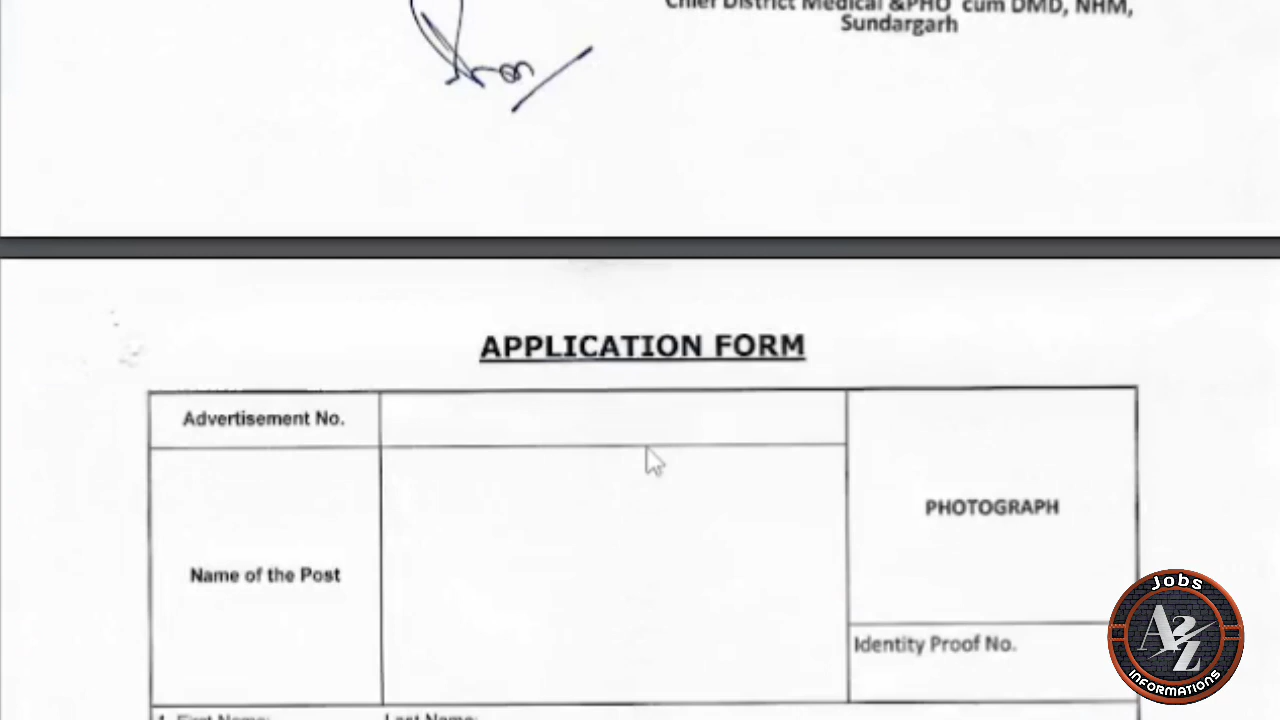 Chief District Medical &PHO cum DMD, NHM,
Sundargarh
APPLICATION FORM
Advertisement No.
PHOTOGRAPH
Name of the Post
Identity Proof No.
1. First Name:
Last Name:
Jobs
A2Z
INFORMATIONS